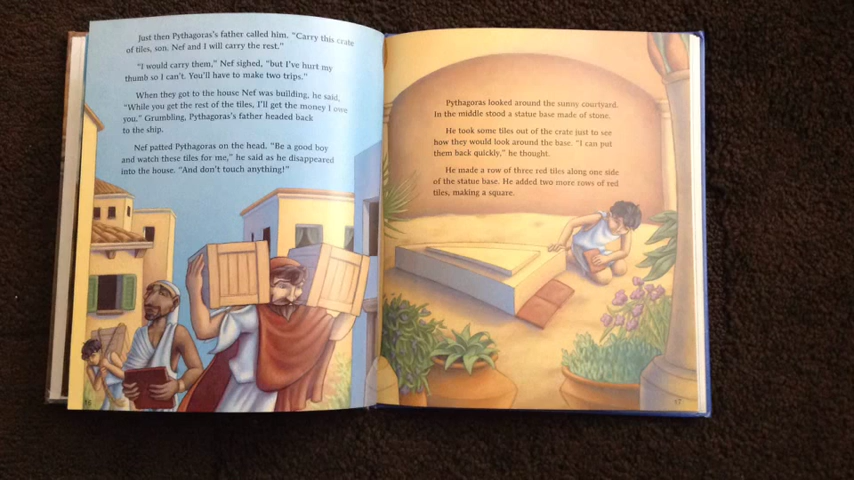 Just then Pythagoras's father called him. "Carry this crate
of tiles, son. Nef and I will carry the rest."
"I would carry them," Nef sighed, "but I've hurt my
thumb so I can't. You'll have to make two trips."
When they got to the house Nef was building, he said,
"While you get the rest of the tiles, I'll get the money I owe
you." Grumbling, Pythagoras's father headed back
to the ship.
Nef patted Pythagoras on the head. "Be a good boy
and watch these tiles for me," he said as he disappeared
into the house. "And don't touch anything!"
16
Pythagoras looked around the sunny courtyard.
In the middle stood a statue base made of stone.
He took some tiles out of the crate just to see
how they would look around the base. "I can put
them back quickly," he thought.
He made a row of three red tiles along one side
of the statue base. He added two more rows of red
tiles, making a square.
17